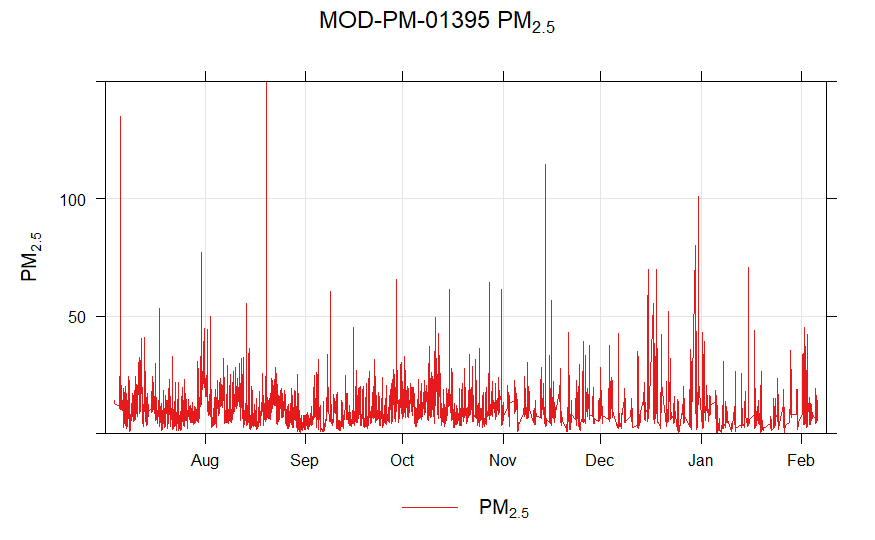 MOD-PM-01395 PM2.5
PM2.5
100
50
Aug Sep Oct Nov Dec Jan Feb
PM2.5